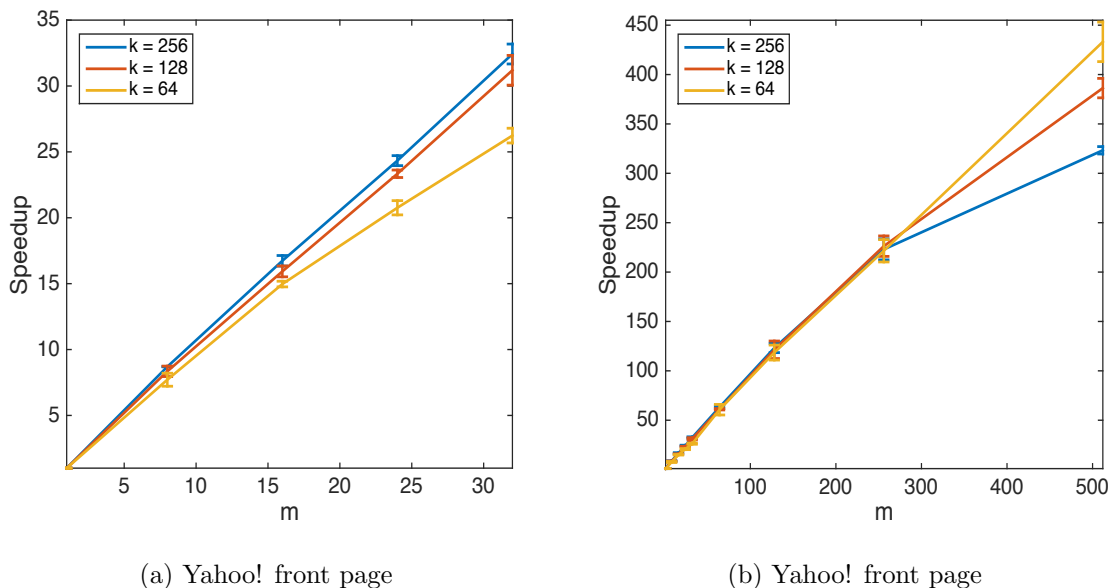 35
30
25
20
15
10
5
Speedup
k = 256
k = 128
k = 64
5
10
15
20
25
30
m
(a) Yahoo! front page
450
400
350
300
250
200
150
100
50
Speedup
k = 256
k = 128
k = 64
100
200
300
400
500
m
(b) Yahoo! front page